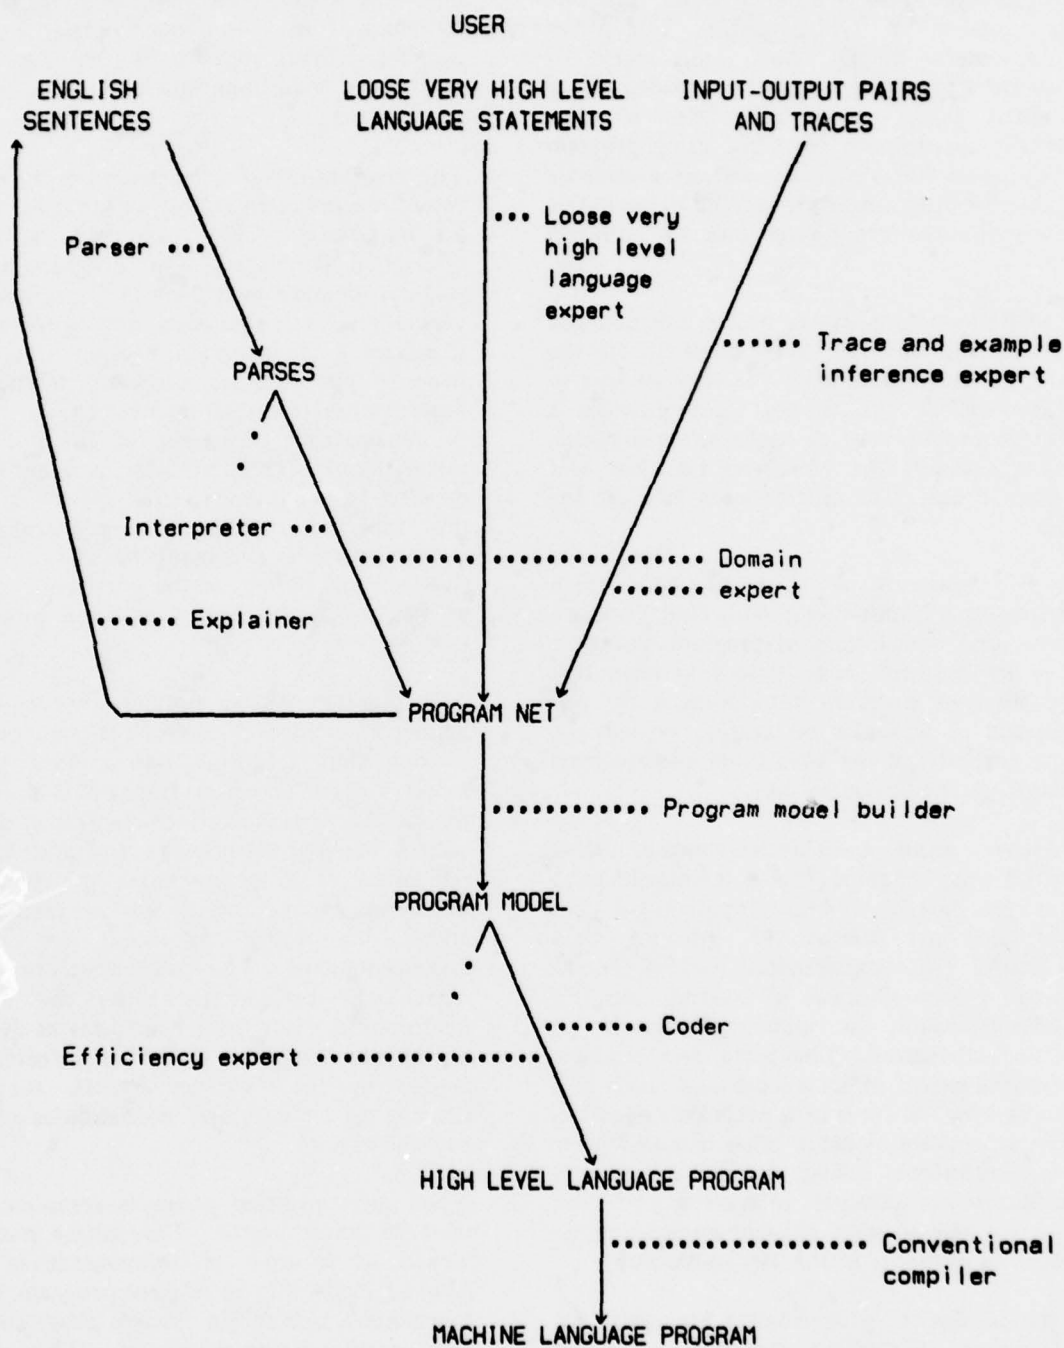 USER
ENGLISH
SENTENCES
LOOSE VERY HIGH LEVEL
LANGUAGE STATEMENTS
INPUT-OUTPUT PAIRS
AND TRACES
Parser
Loose very
high level
language
expert
Trace and example
inference expert
PARSES
Interpreter
Domain
expert
Explainer
PROGRAM NET
Program model builder
PROGRAM MODEL
Coder
Efficiency expert
HIGH LEVEL LANGUAGE PROGRAM
Conventional
compiler
MACHINE LANGUAGE PROGRAM